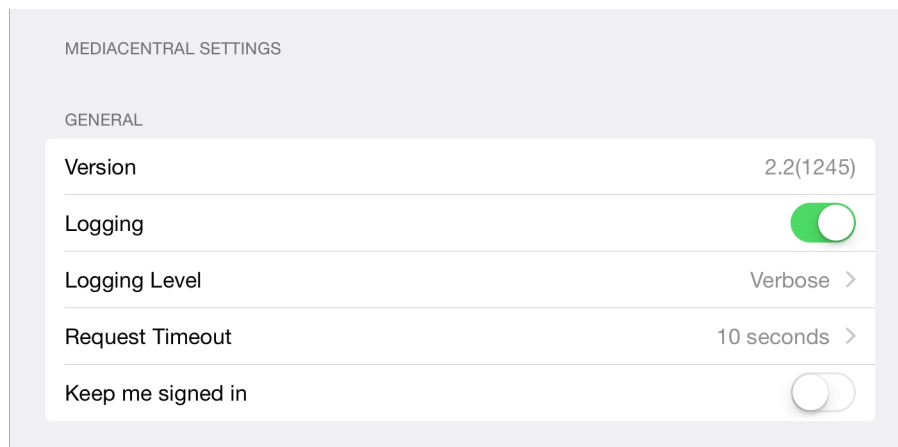 MEDIACENTRAL SETTINGS
GENERAL
Version 2.2(1245)
Logging
Logging Level Verbose
Request Timeout 10 seconds
Keep me signed in